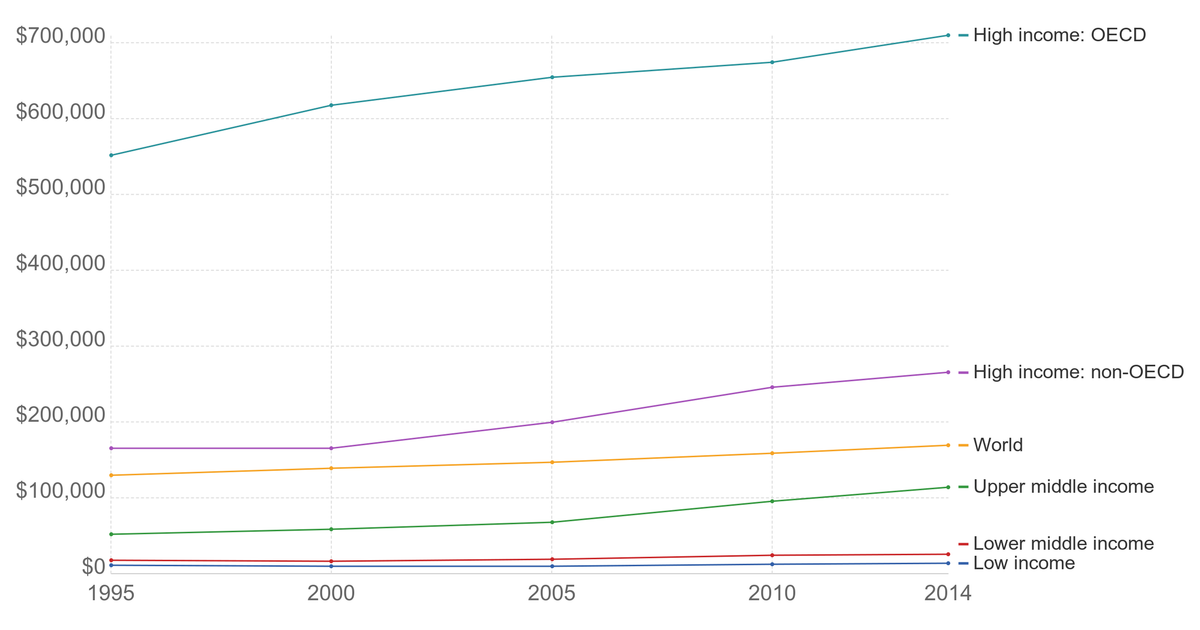 $700,000
$600,000
$500,000
$400,000
$300,000
$200,000
$100,000
$0
1995 2000 2005 2010 2014
High income: OECD
High income: non-OECD
World
Upper middle income
Lower middle income
Low income